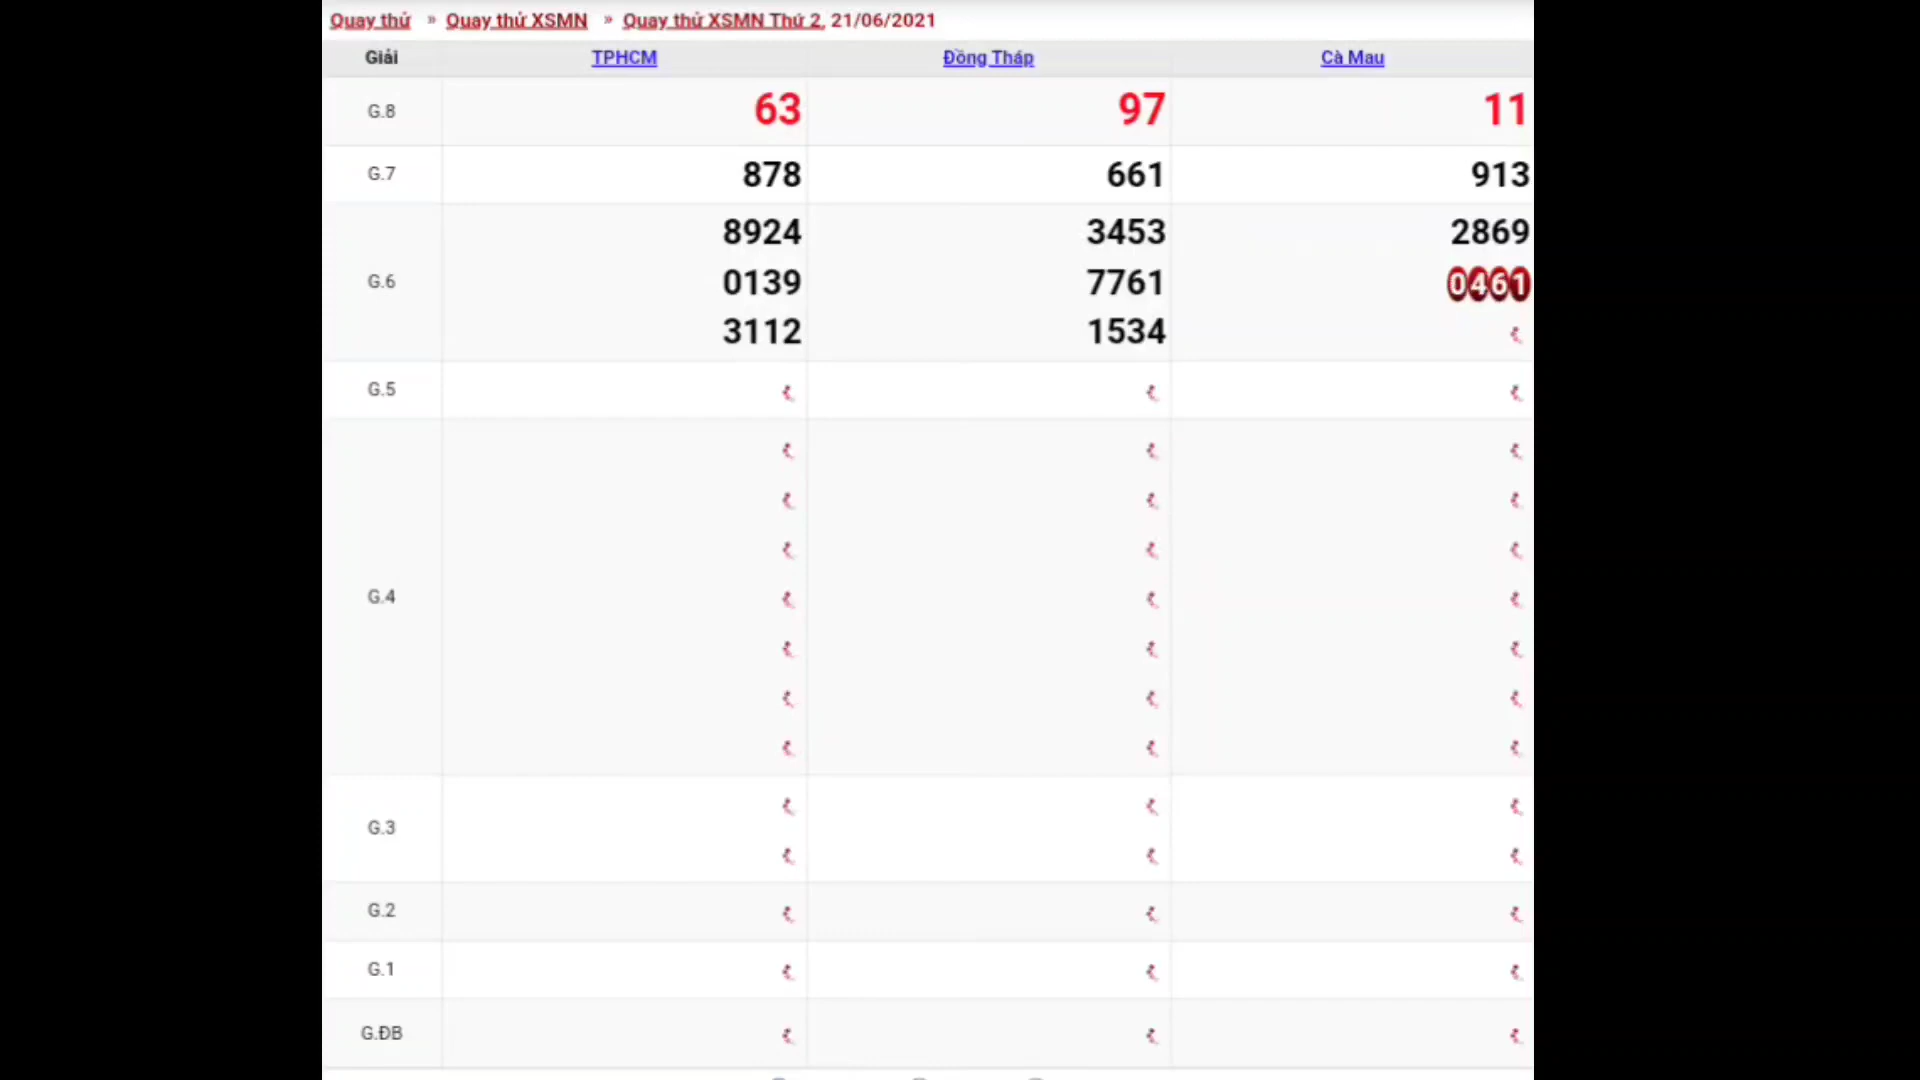 Quay thử » Quay thử XSMN » Quay thử XSMN Thứ 2, 21/06/2021
Giải TPHCM Đồng Tháp Cà Mau
G.8 63 97 11
G.7 878 661 913
8924 3453 2869
G.6 0139 7761 0461
3112 1534
G.5
G.4
G.3
G.2
G.1
G.ĐB